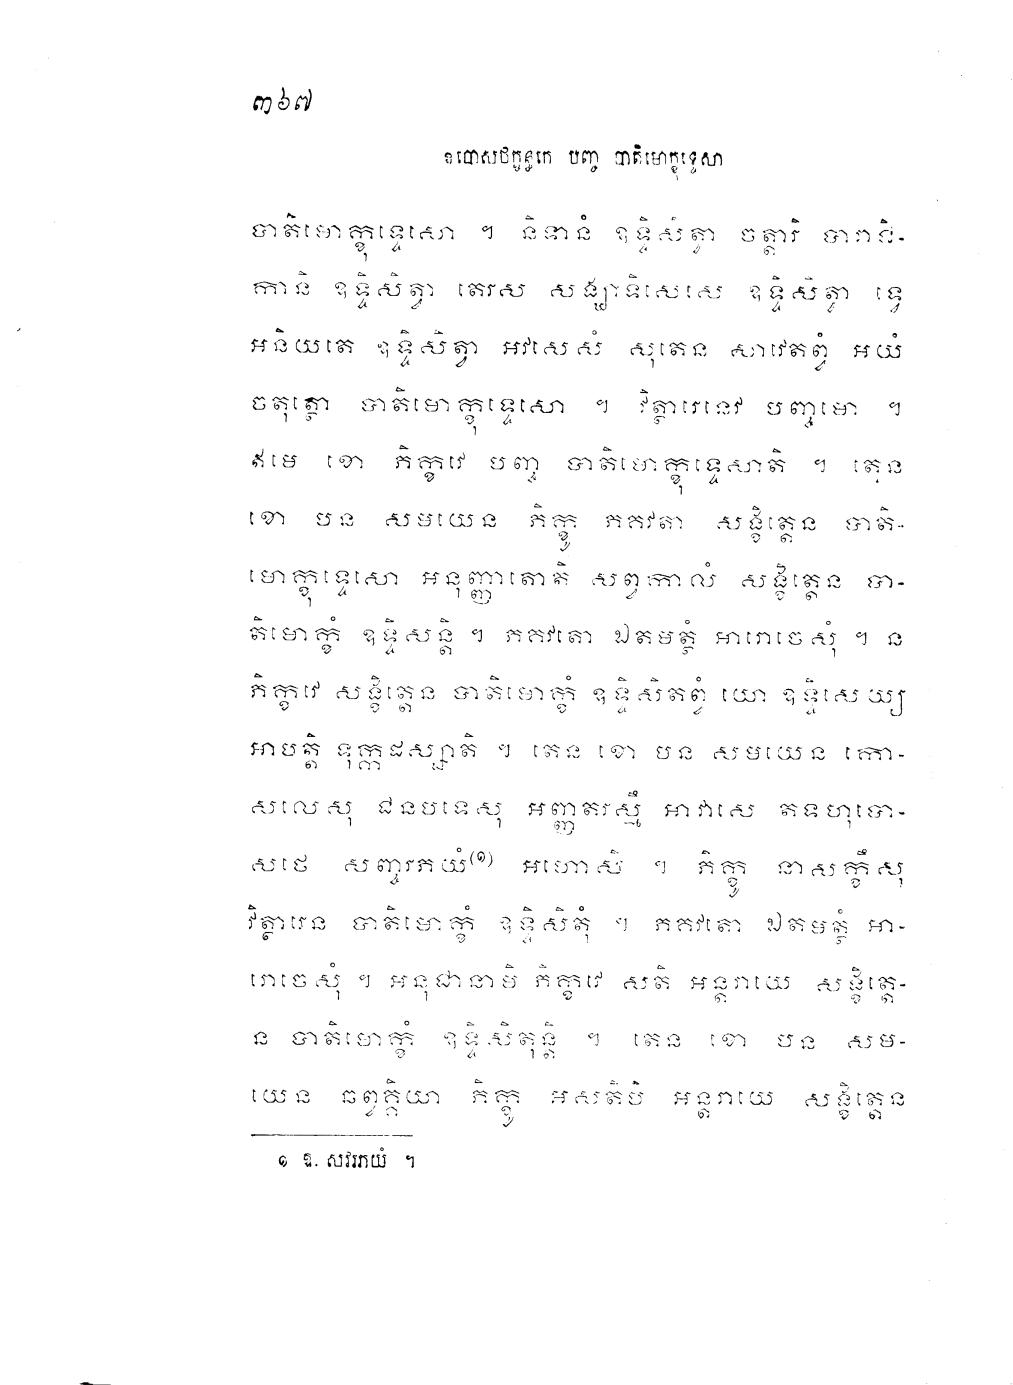 ៣៦៧
ឧបោសថក្ខន្ធកេ បញ្ច បាតិមោក្ខុទ្ទេសា
បាតិមោក្ខុទ្ទេសោ ។ និទានំ ឧទ្ទិសិត្វា ចត្តារិ បារាជិ-
កានិ ឧទ្ទិសិត្វា តេរស សង្ឃាទិសេសេ ឧទ្ទិសិត្វា ទ្វេ
អនិយតេ ឧទ្ទិសិត្វា អវសេសំ សុតេន សាវេតព្វំ អយំ
ចតុត្ថោ បាតិមោក្ខុទ្ទេសោ ។ វិត្ថារេនេវ បញ្ចមោ ។
ឥមេ ខោ ភិក្ខវេ បញ្ច បាតិមោក្ខុទ្ទេសាតិ ។ តេន
ខោ បន សមយេន ភិក្ខូ ភគវតា សង្ខិត្តេន បាតិ-
មោក្ខុទ្ទេសោ អនុញ្ញាតោតិ សព្វកាលំ សង្ខិត្តេន បា-
តិមោក្ខំ ឧទ្ទិសន្តិ ។ ភគវតោ ឯតមត្ថំ អារោចេសុំ ។ ន
ភិក្ខវេ សង្ខិត្តេន បាតិមោក្ខំ ឧទ្ទិសិតព្វំ យោ ឧទ្ទិសេយ្យ
អាបត្តិ ទុក្កដស្សាតិ ។ តេន ខោ បន សមយេន កោ-
សលេសុ ជនបទេសុ អញ្ញតរស្មឹ អាវាសេ តទហុបោ-
សថេ សញ្ចរភយំ(១) អហោសិ ។ ភិក្ខូ នាសក្ខឹសុ
វិត្ថារេន បាតិមោក្ខំ ឧទ្ទិសិតុំ ។ ភគវតោ ឯតមត្ថំ អា-
រោចេសុំ ។ អនុជានាមិ ភិក្ខវេ សតិ អន្តរាយេ សង្ខិត្តេ-
ន បាតិមោក្ខំ ឧទ្ទិសិតុន្តិ ។ តេន ខោ បន សម-
យេន ឆព្វគ្គិយា ភិក្ខូ អសតិបិ អន្តរាយេ សង្ខិត្តេន
១ ឱ. សវរភយំ ។